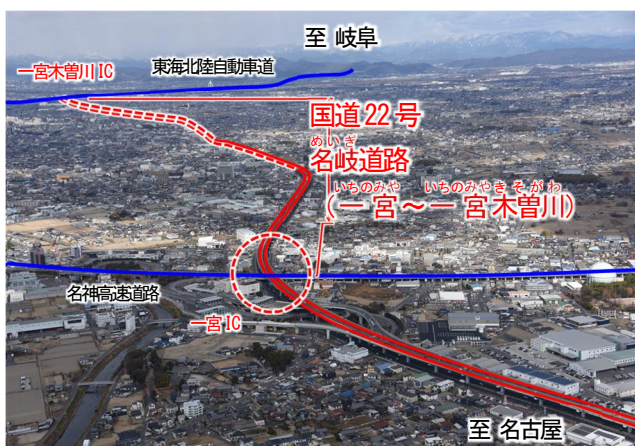 至 岐阜
一宮木曽川IC
東海北陸自動車道
国道22号
めいぎ
名岐道路
いちのみや いちのみやきそがわ
(一宮～一宮木曽川)
名神高速道路
一宮IC
至 名古屋